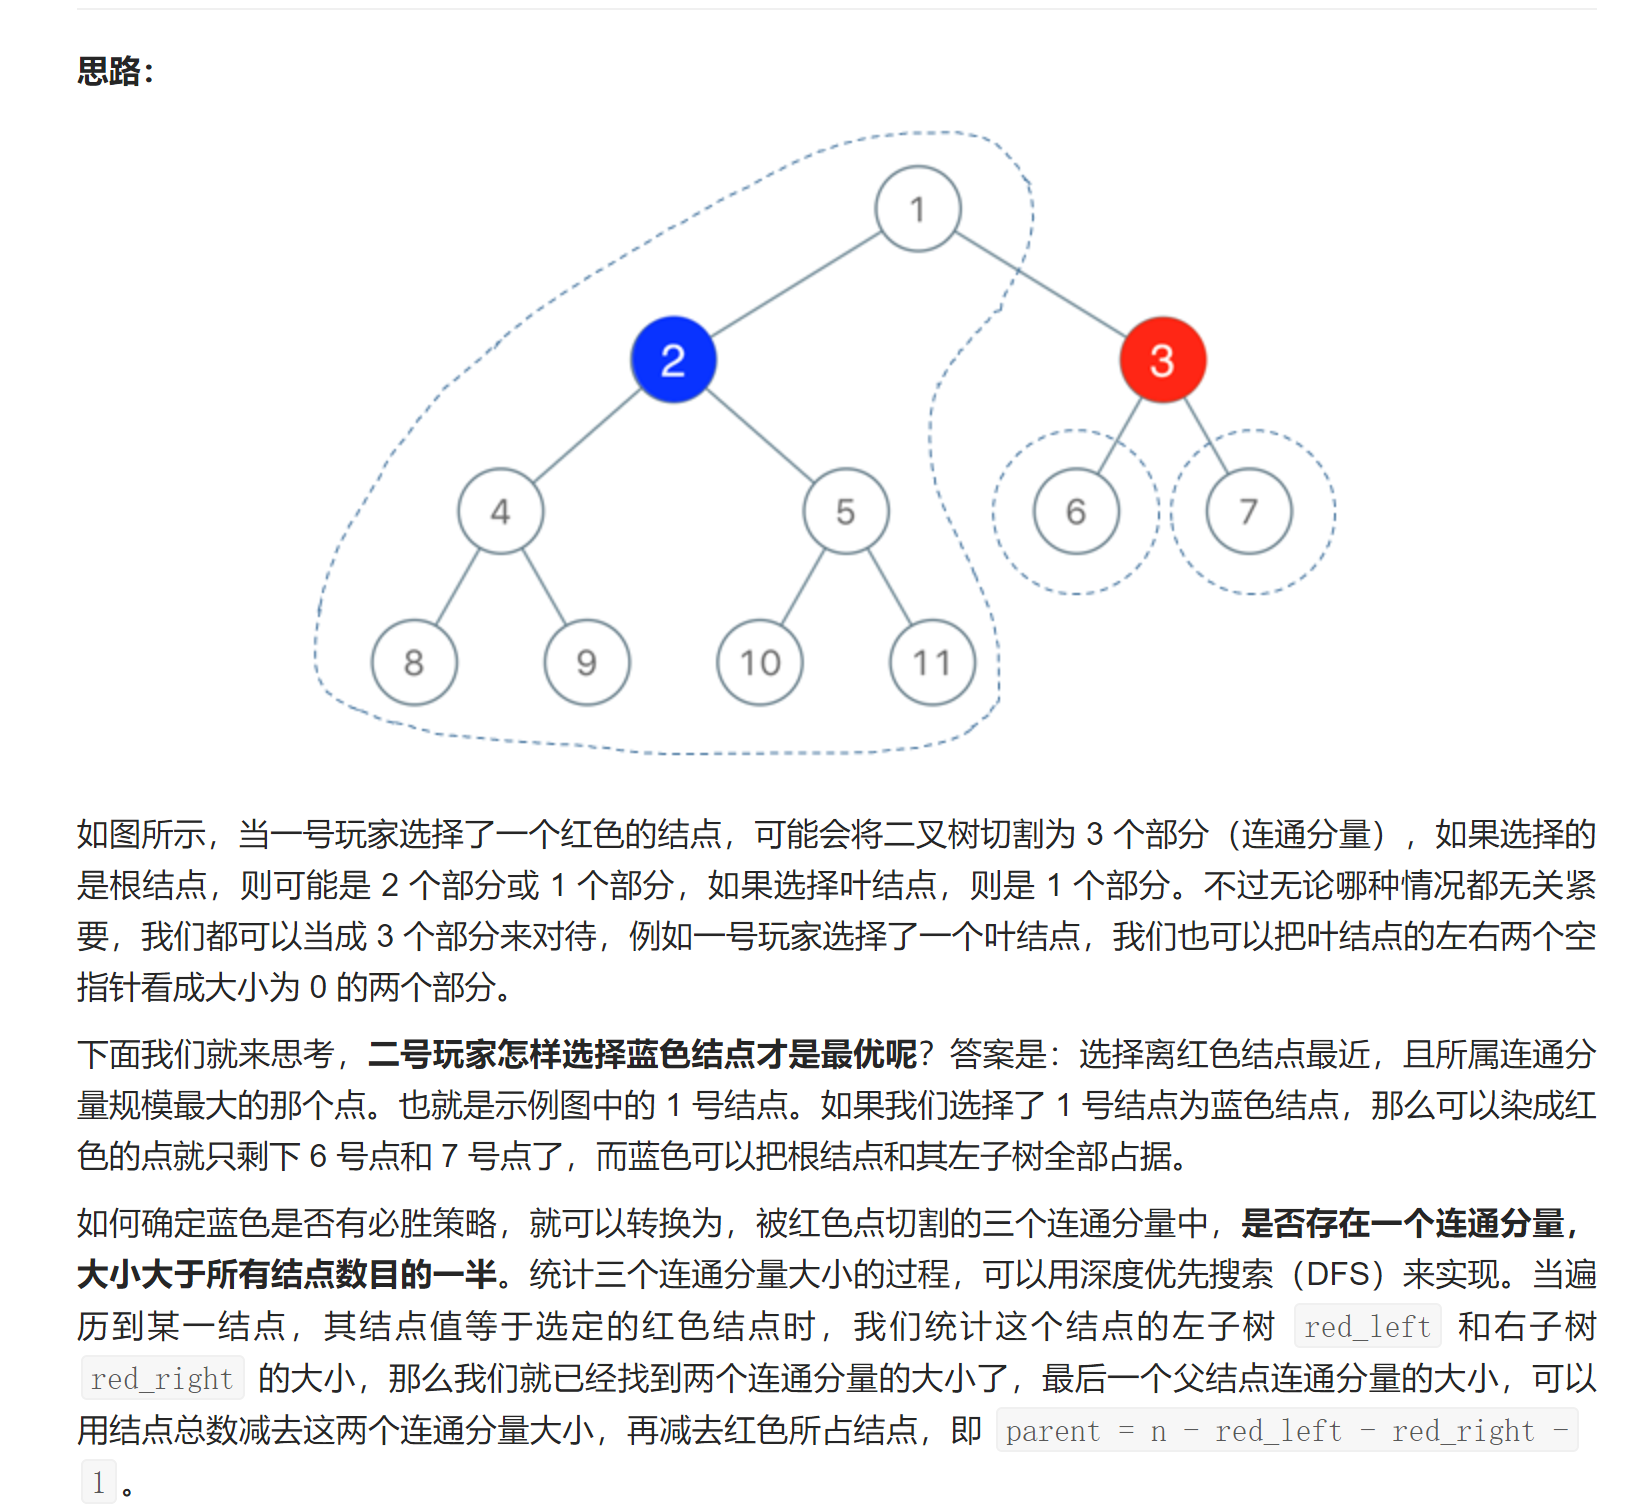 思路：
1
2
3
4
5
6
7
8
9
10
11
如图所示，当一号玩家选择了一个红色的结点，可能会将二叉树切割为 3 个部分（连通分量），如果选择的
是根结点，则可能是 2 个部分或 1 个部分，如果选择叶结点，则是 1 个部分。不过无论哪种情况都无关紧
要，我们都可以当成 3 个部分来对待，例如一号玩家选择了一个叶结点，我们也可以把叶结点的左右两个空
指针看成大小为 0 的两个部分。
下面我们就来思考，二号玩家怎样选择蓝色结点才是最优呢？答案是：选择离红色结点最近，且所属连通分
量规模最大的那个点。也就是示例图中的 1 号结点。如果我们选择了 1 号结点为蓝色结点，那么可以染成红
色的点就只剩下 6 号点和 7 号点了，而蓝色可以把根结点和其左子树全部占据。
如何确定蓝色是否有必胜策略，就可以转换为，被红色点切割的三个连通分量中，是否存在一个连通分量，
大小大于所有结点数目的一半。统计三个连通分量大小的过程，可以用深度优先搜索（DFS）来实现。当遍
历到某一结点，其结点值等于选定的红色结点时，我们统计这个结点的左子树 red_left 和右子树
red_right 的大小，那么我们就已经找到两个连通分量的大小了，最后一个父结点连通分量的大小，可以
用结点总数减去这两个连通分量大小，再减去红色所占结点，即 parent = n - red_left - red_right -
1 。